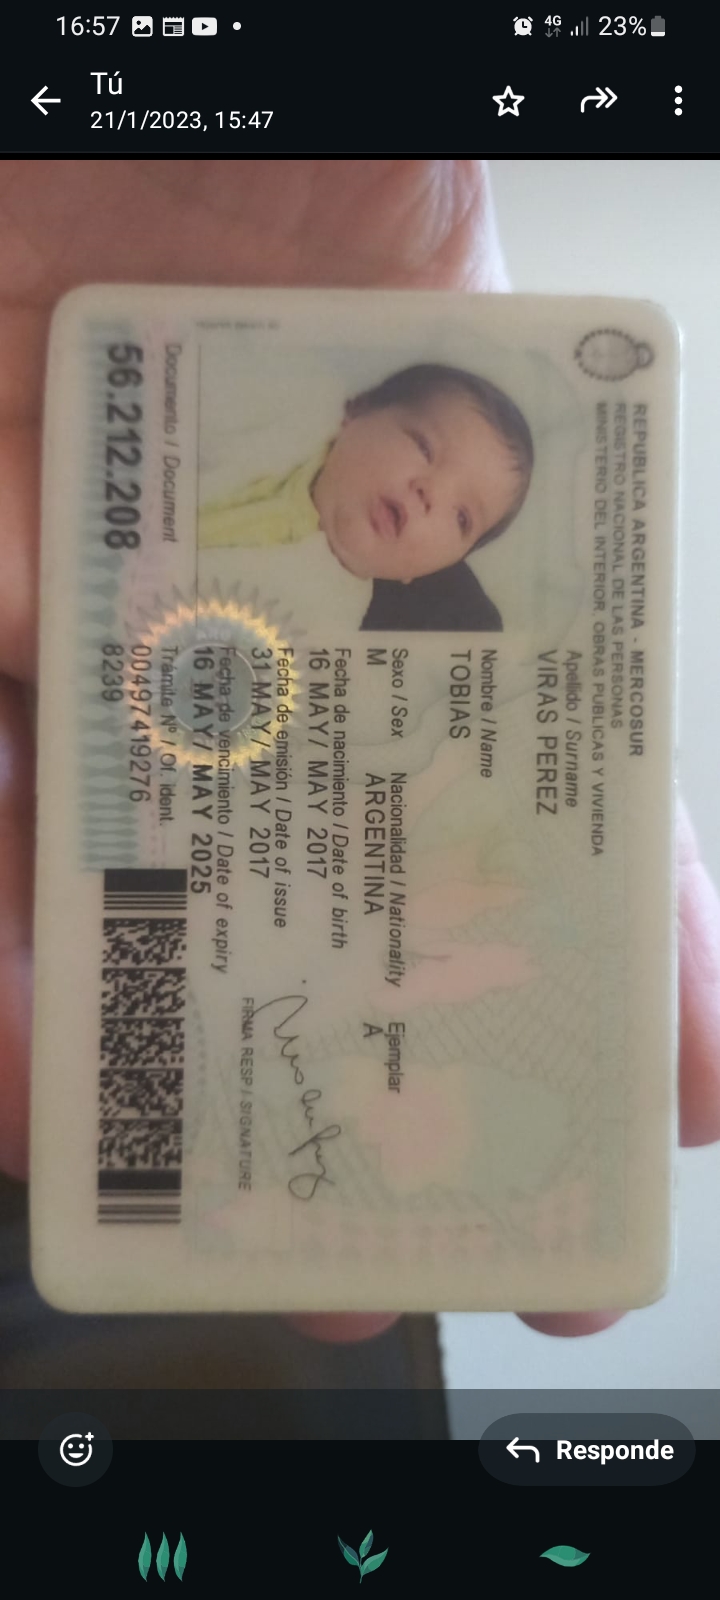 16:57
4G
23%
Tú
21/1/2023, 15:47
REPUBLICA ARGENTINA - MERCOSUR
REGISTRO NACIONAL DE LAS PERSONAS
MINISTERIO DEL INTERIOR, OBRAS PUBLICAS Y VIVIENDA
Apellido / Surname
VIRAS PEREZ
Nombre / Name
TOBIAS
Sexo / Sex Nacionalidad / Nationality Ejemplar
M ARGENTINA A
Fecha de nacimiento / Date of birth
16 MAY/ MAY 2017
Fecha de emisión / Date of issue
31 MAY/ MAY 2017
Fecha de vencimiento / Date of expiry
16 MAY/ MAY 2025
FIRMA RESP / SIGNATURE
Documento / Document
56.212.208
Trámite Nº / Of. ident.
00497419276
8239
Responde